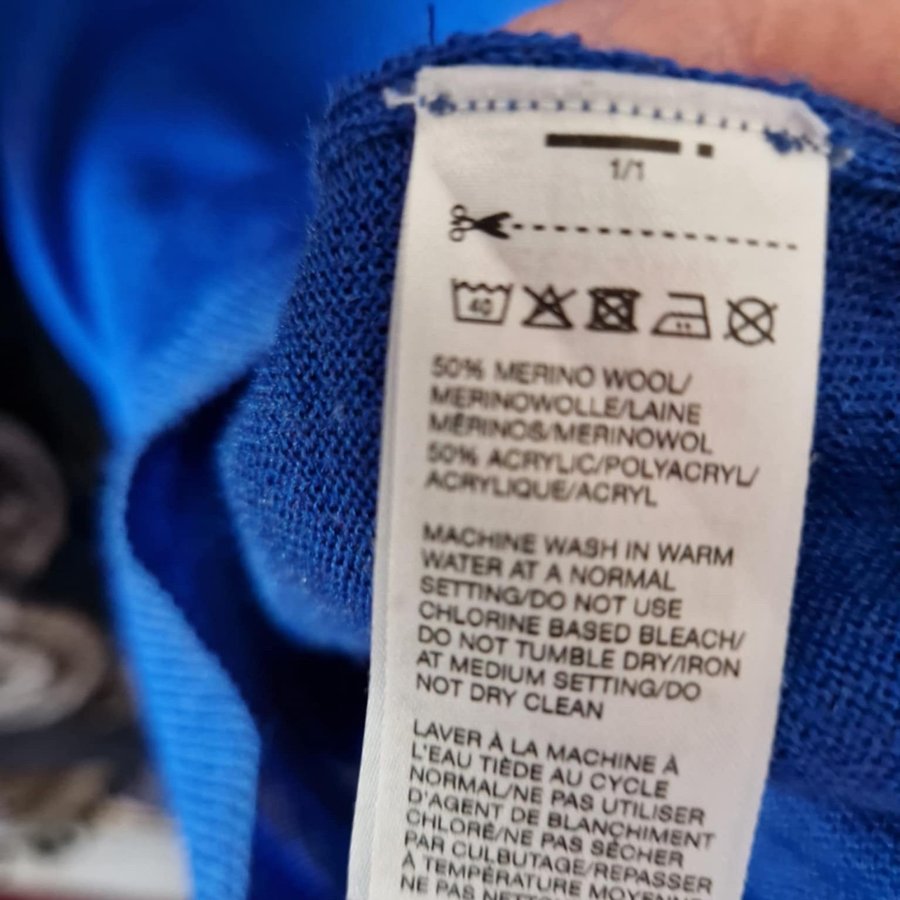 1/1
40
50% MERINO WOOL/
MERINOWOLLE/LAINE
MÉRINOS/MERINOWOL
50% ACRYLIC/POLYACRYL/
ACRYLIQUE/ACRYL
MACHINE WASH IN WARM
WATER AT A NORMAL
SETTING/DO NOT USE
CHLORINE BASED BLEACH/
DO NOT TUMBLE DRY/IRON
AT MEDIUM SETTING/DO
NOT DRY CLEAN
LAVER À LA MACHINE À
L'EAU TIÈDE AU CYCLE
NORMAL/NE PAS UTILISER
D'AGENT DE BLANCHIMENT
CHLORÉ/NE PAS SÉCHER
PAR CULBUTAGE/REPASSER
À TEMPÉRATURE MOYENNE/
NE PAS